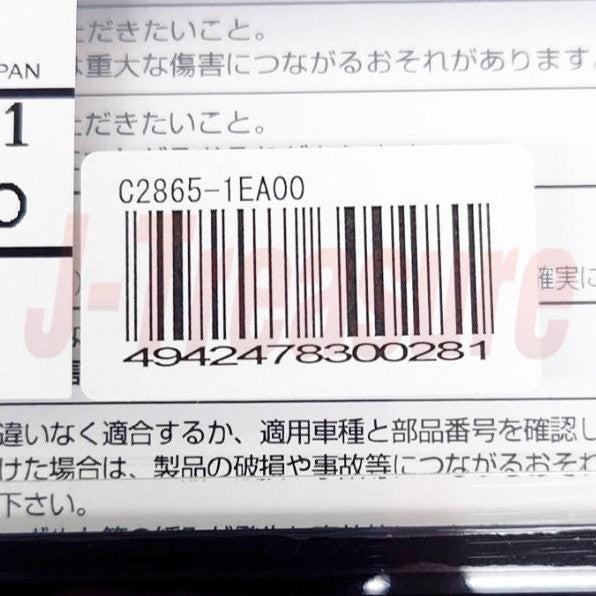 ただきたいこと。
は重大な傷害につながるおそれがあります。
PAN
1
ただきたいこと。
O
C2865-1EA00
4942478300281
J-Treasure
確実に
違いなく適合するか、適用車種と部品番号を確認し
けた場合は、製品の破損や事故等につながるおそれ
下さい。